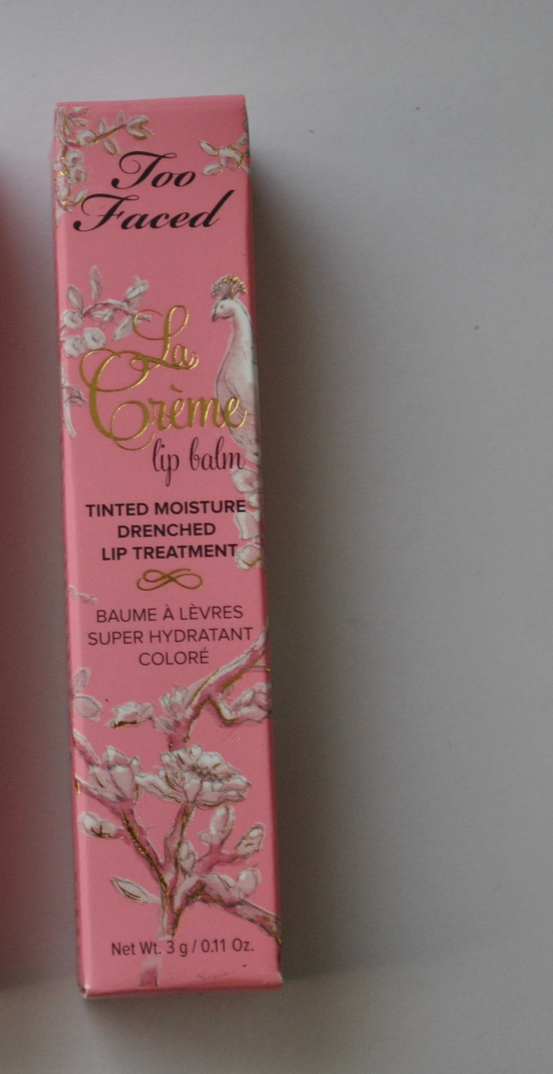 Too
Faced
La
Crème
lip balm
TINTED MOISTURE
DRENCHED
LIP TREATMENT
BAUME À LÈVRES
SUPER HYDRATANT
COLORÉ
Net Wt. 3 g / 0.11 Oz.